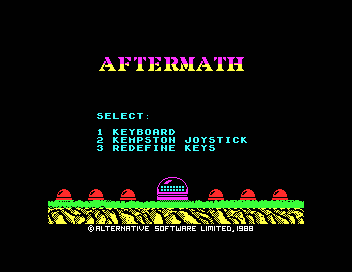 AFTERMATH
SELECT:
1 KEYBOARD
2 KEMPSTON JOYSTICK
3 REDEFINE KEYS
©ALTERNATIVE SOFTWARE LIMITED,1988